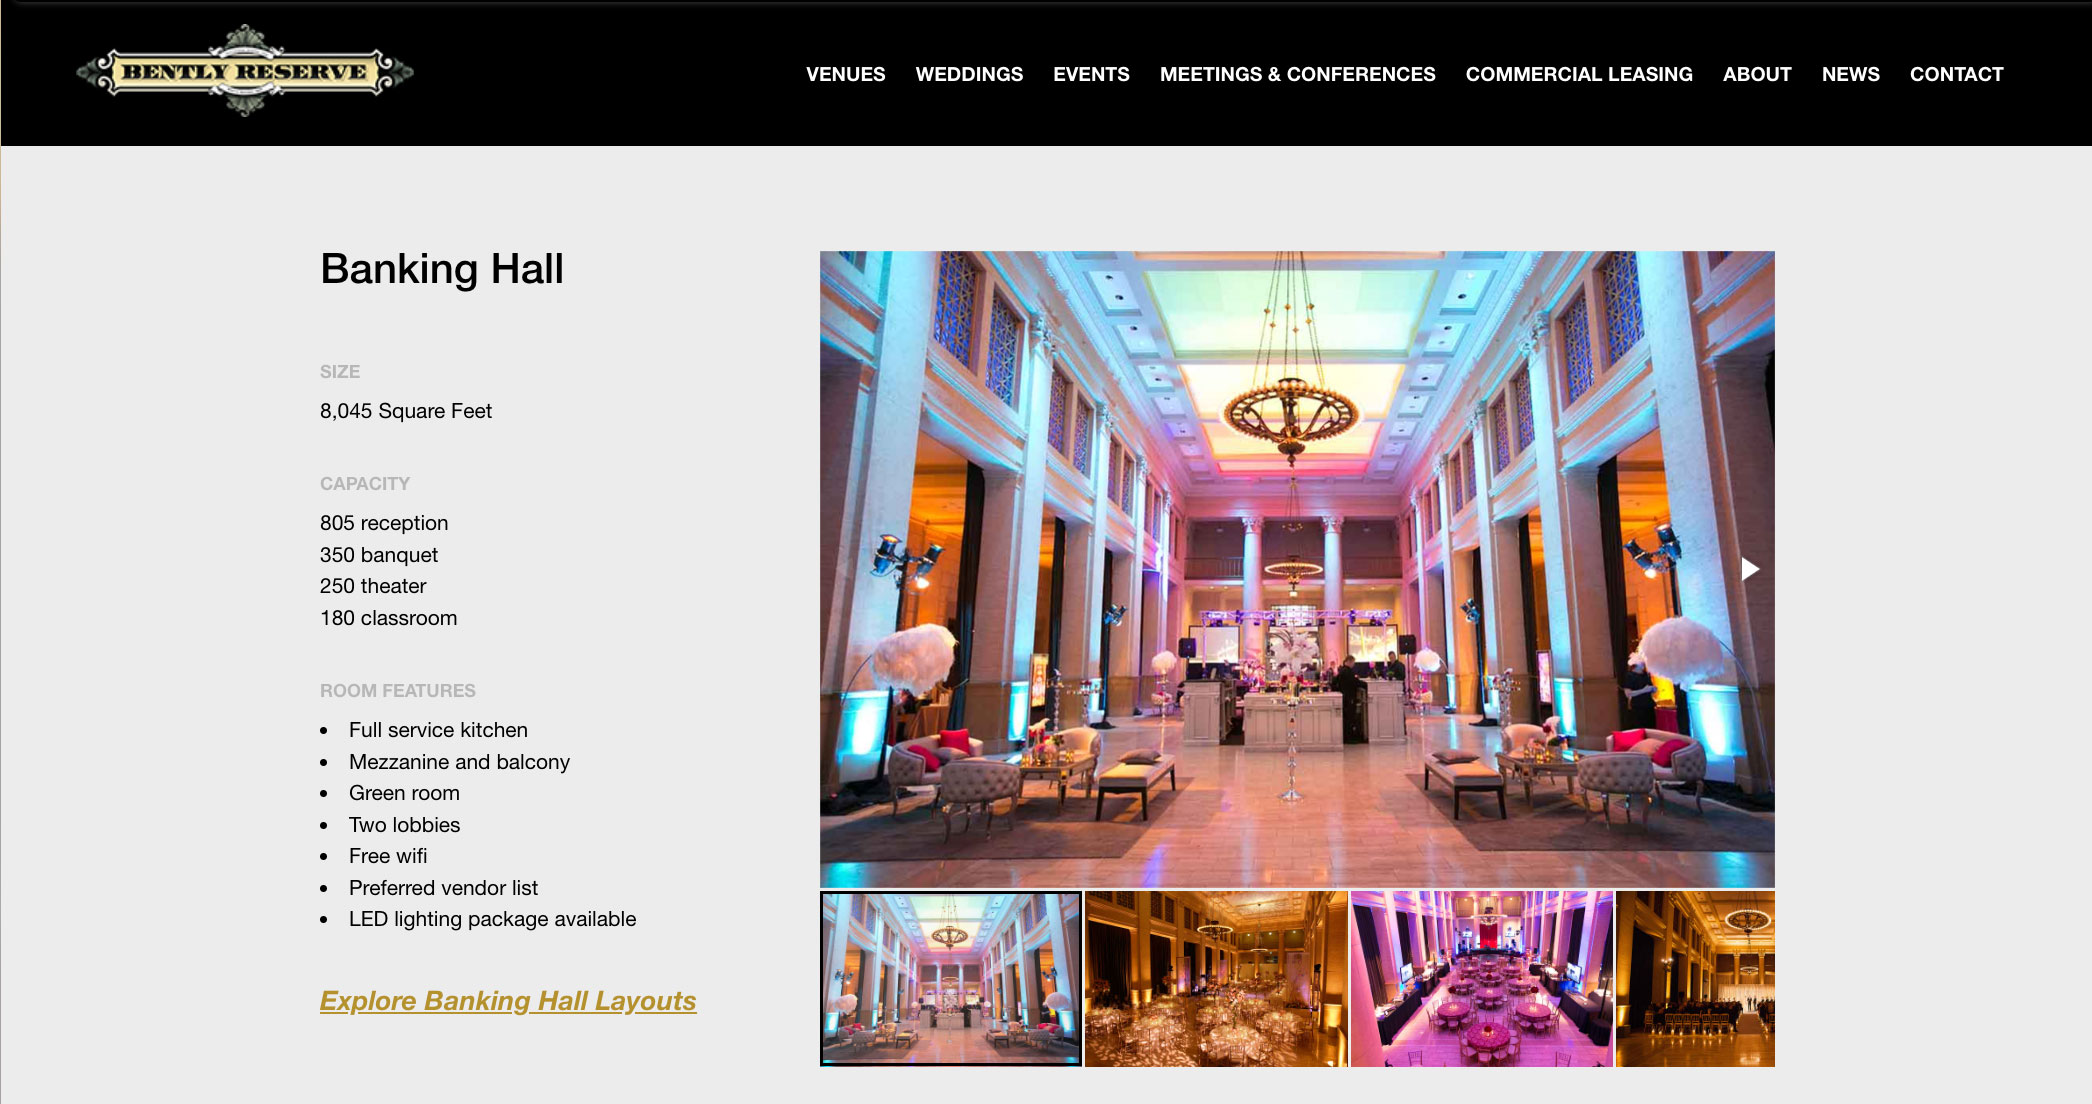 BENTLY RESERVE
VENUES WEDDINGS EVENTS MEETINGS & CONFERENCES COMMERCIAL LEASING ABOUT NEWS CONTACT
Banking Hall
SIZE
8,045 Square Feet
CAPACITY
805 reception
350 banquet
250 theater
180 classroom
ROOM FEATURES
• Full service kitchen
• Mezzanine and balcony
• Green room
• Two lobbies
• Free wifi
• Preferred vendor list
• LED lighting package available
Explore Banking Hall Layouts